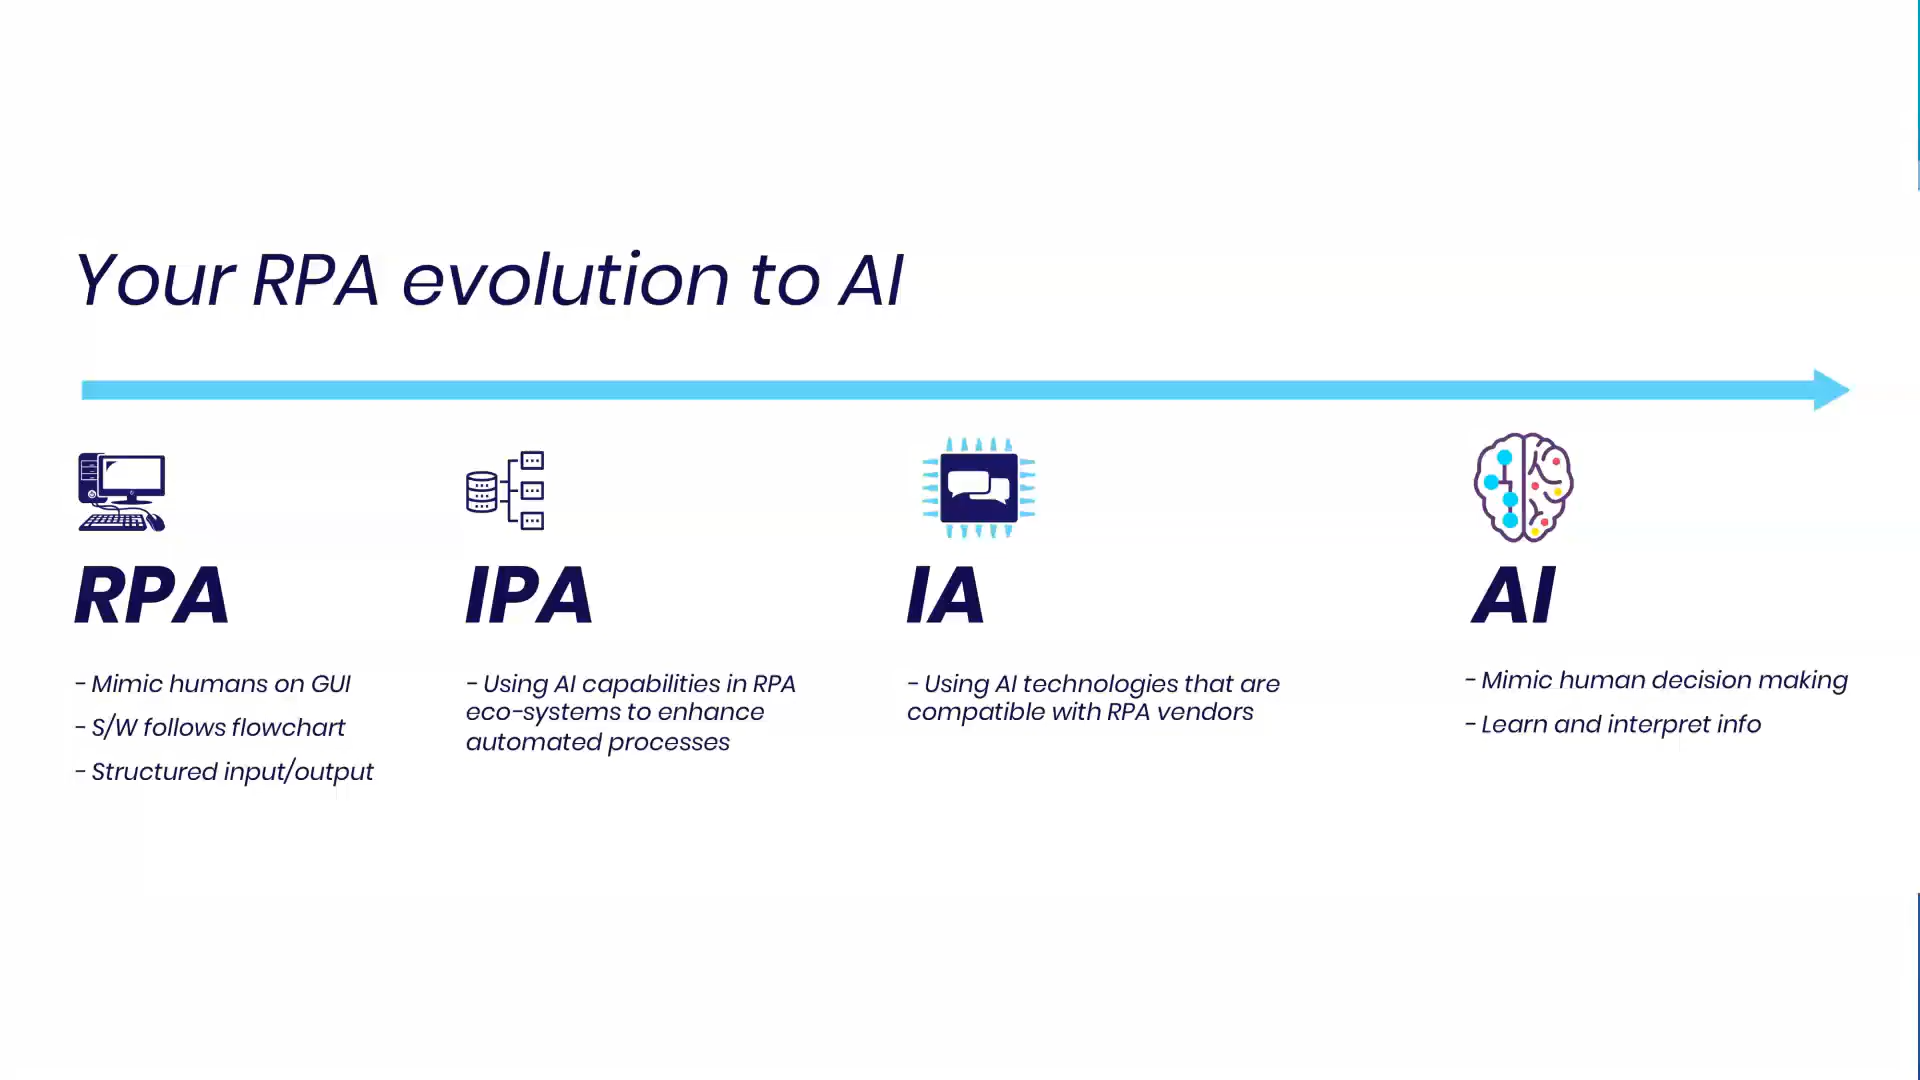 Your RPA evolution to AI
RPA
- Mimic humans on GUI
- S/W follows flowchart
- Structured input/output
IPA
- Using AI capabilities in RPA
eco-systems to enhance
automated processes
IA
- Using AI technologies that are
compatible with RPA vendors
AI
- Mimic human decision making
- Learn and interpret info